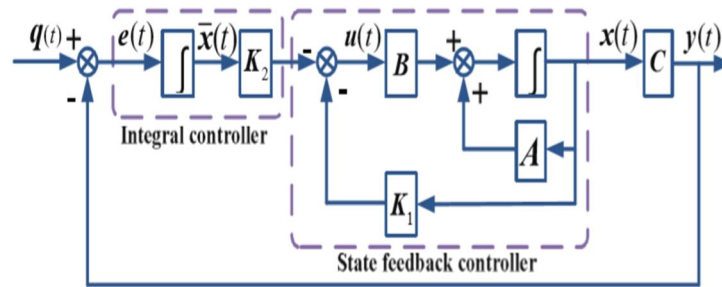 q(t) + e(t) ∫ x̄(t) K₂ - u(t) B + ∫ x(t) C y(t)
- - +
A
Integral controller
K₁
State feedback controller